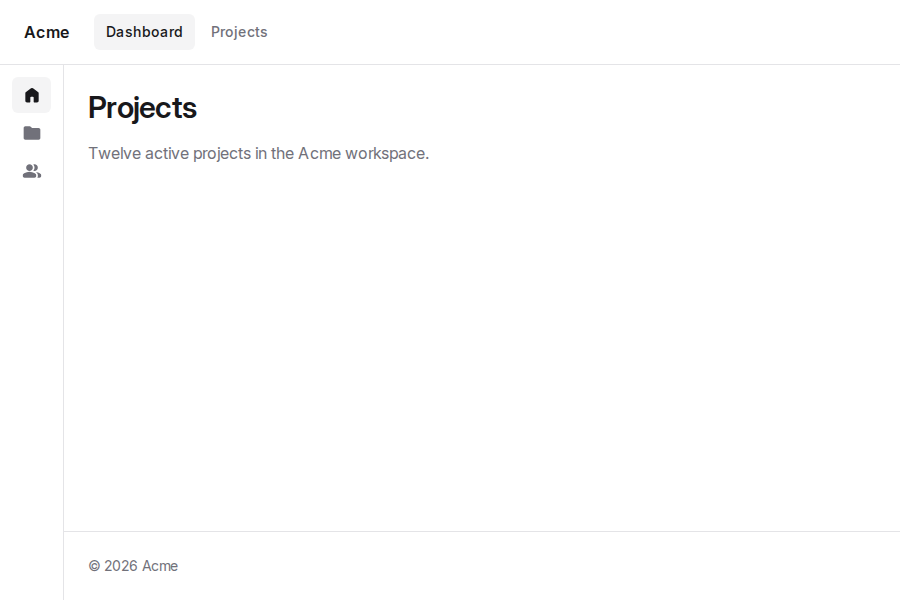 Acme
Dashboard
Projects
Projects
Twelve active projects in the Acme workspace.
© 2026 Acme